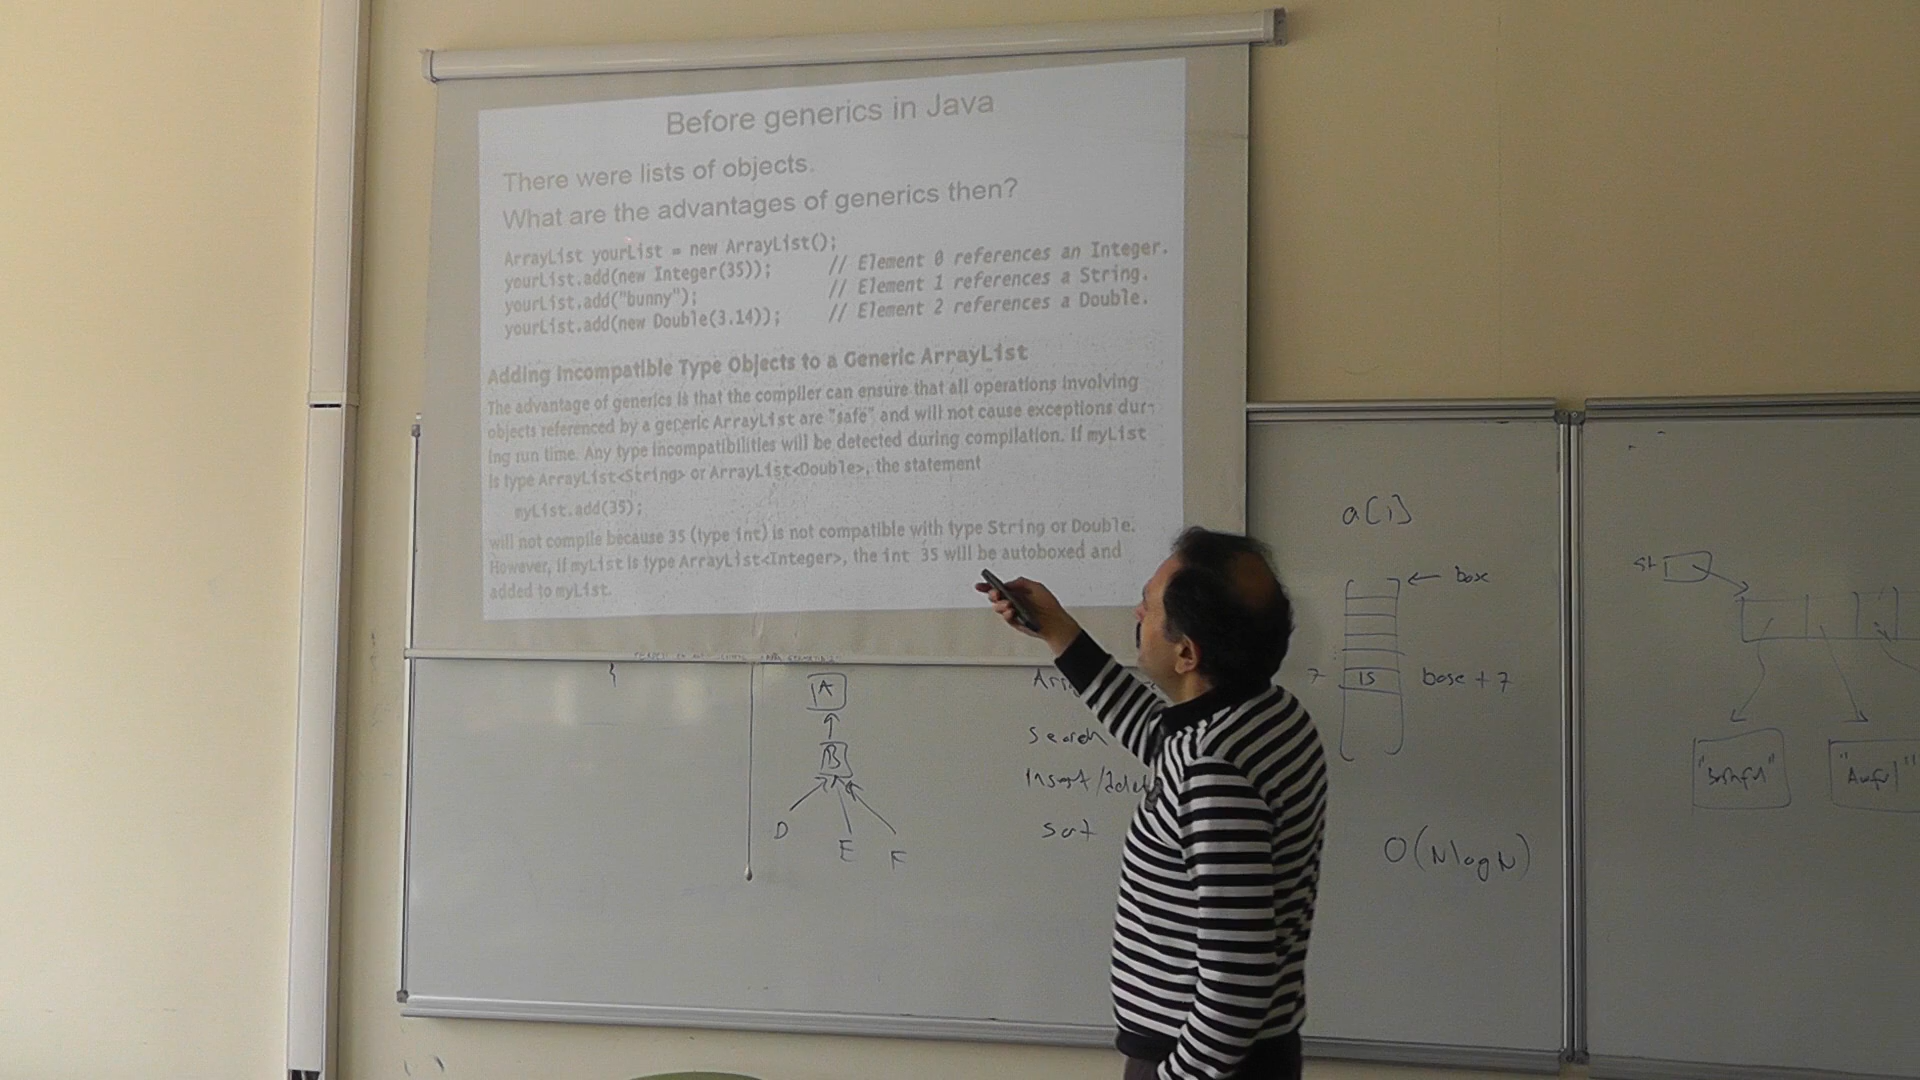 Before generics in Java
There were lists of objects.
What are the advantages of generics then?
ArrayList yourList = new ArrayList();
yourList.add(new Integer(35)); // Element 0 references an Integer.
yourList.add("bunny"); // Element 1 references a String.
yourList.add(new Double(3.14)); // Element 2 references a Double.
Adding Incompatible Type Objects to a Generic ArrayList
The advantage of generics is that the compiler can ensure that all operations involving
objects referenced by a generic ArrayList are "safe" and will not cause exceptions dur-
ing run time. Any type incompatibilities will be detected during compilation. If myList
is type ArrayList<String> or ArrayList<Double>, the statement
myList.add(35);
will not compile because 35 (type int) is not compatible with type String or Double.
However, if myList is type ArrayList<Integer>, the int 35 will be autoboxed and
added to myList.
A
B
D
E
F
Search
Insert/
Sort
a[i]
← base
7 15 base + 7
O(NlogN)
"Awful"